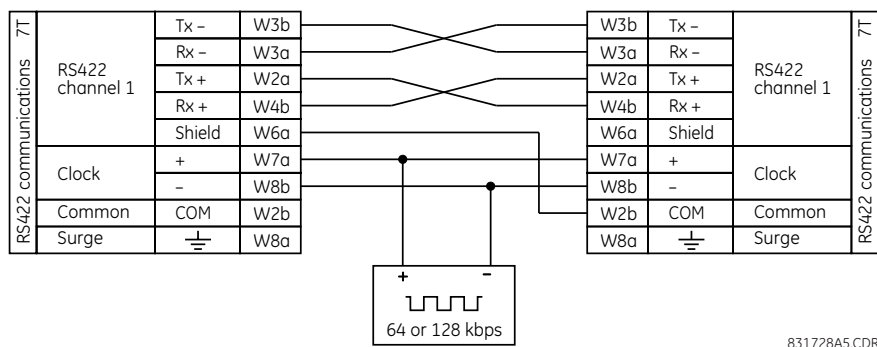 7T
RS422 communications
RS422
channel 1
Tx – W3b
Rx – W3a
Tx + W2a
Rx + W4b
Shield W6a
Clock
+ W7a
– W8b
Common COM W2b
Surge W8a
W3b Tx –
W3a Rx –
W2a Tx +
W4b Rx +
W6a Shield
RS422
channel 1
W7a +
W8b –
Clock
W2b COM Common
W8a Surge
7T
RS422 communications
+ -
64 or 128 kbps
831728A5.CDR